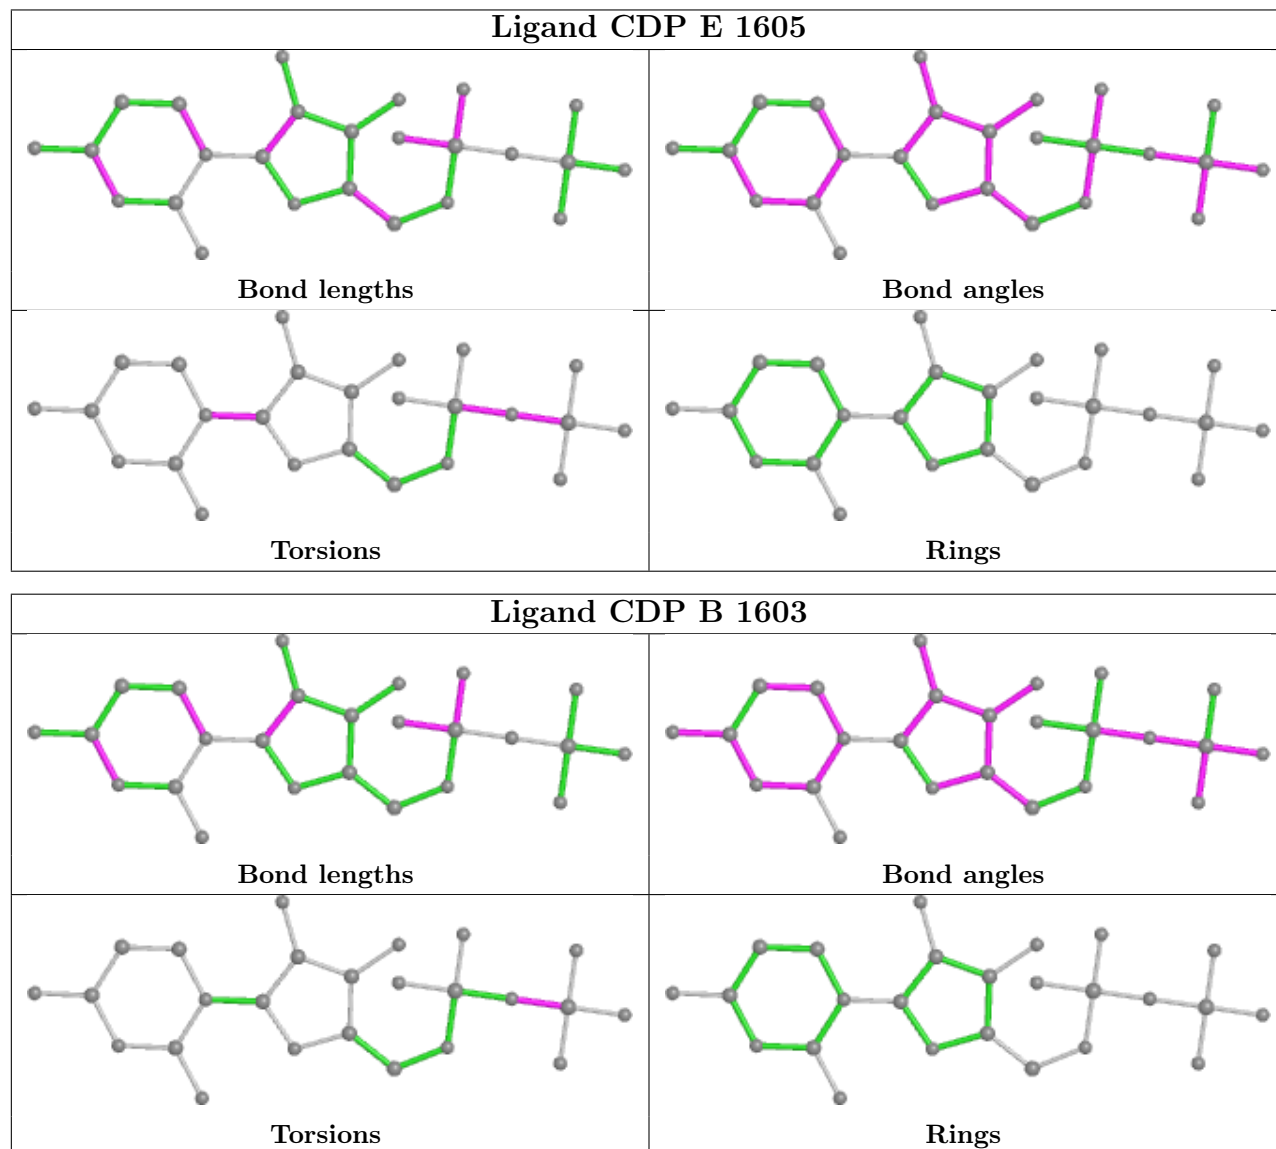 Ligand CDP E 1605
Bond lengths
Bond angles
Torsions
Rings
Ligand CDP B 1603
Bond lengths
Bond angles
Torsions
Rings